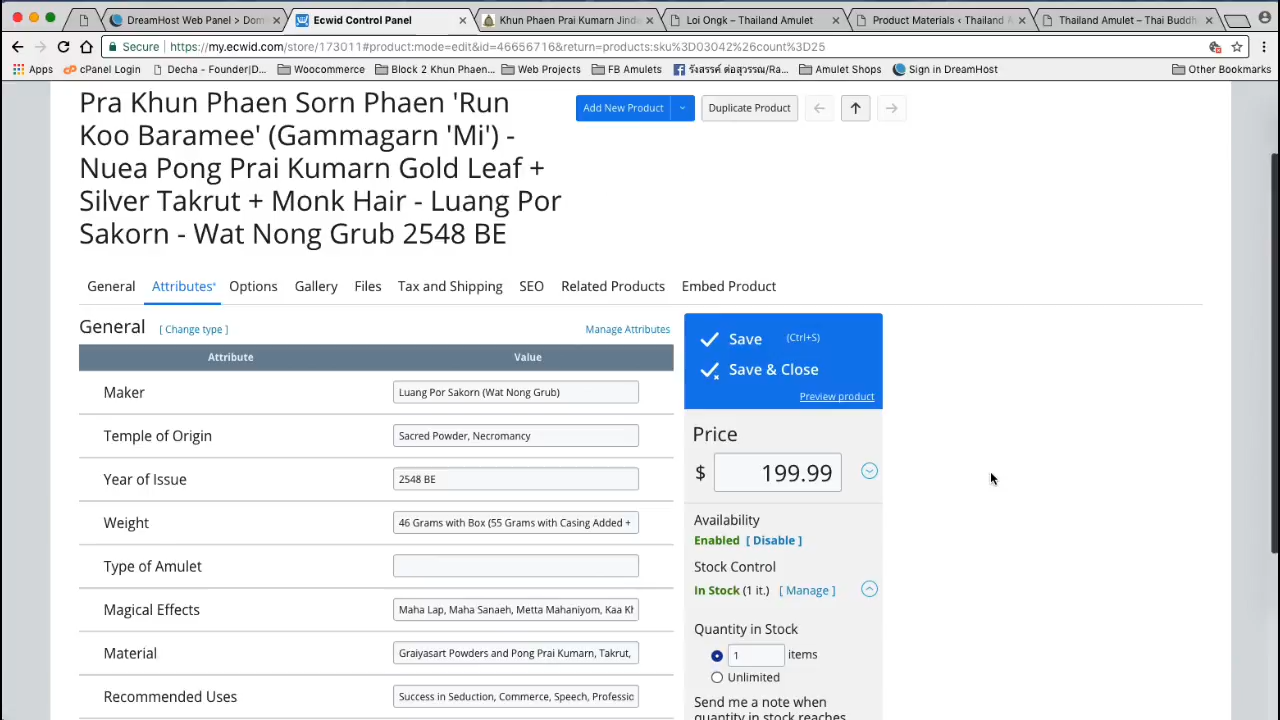 DreamHost Web Panel > Dom
Ecwid Control Panel
Khun Phaen Prai Kumarn Jind
Loi Ongk – Thailand Amulet
Product Materials ‹ Thailand A
Thailand Amulet – Thai Buddh
Secure
https://my.ecwid.com/store/173011#product:mode=edit&id=46656716&return=products:sku%3D03042%26count%3D25
Apps
cPanel Login
Decha - Founder|D...
Woocommerce
Block 2 Khun Phaen...
Web Projects
FB Amulets
รังสรรค์ ต่อสุวรรณ/Ra...
Amulet Shops
Sign in DreamHost
Other Bookmarks
Pra Khun Phaen Sorn Phaen 'Run
Koo Baramee' (Gammagarn 'Mi') -
Nuea Pong Prai Kumarn Gold Leaf +
Silver Takrut + Monk Hair - Luang Por
Sakorn - Wat Nong Grub 2548 BE
Add New Product
Duplicate Product
General
Attributes*
Options
Gallery
Files
Tax and Shipping
SEO
Related Products
Embed Product
General [ Change type ]
Manage Attributes
Attribute Value
Maker Luang Por Sakorn (Wat Nong Grub)
Temple of Origin Sacred Powder, Necromancy
Year of Issue 2548 BE
Weight 46 Grams with Box (55 Grams with Casing Added +
Type of Amulet
Magical Effects Maha Lap, Maha Sanaeh, Metta Mahaniyom, Kaa Kh
Material Graiyasart Powders and Pong Prai Kumarn, Takrut,
Recommended Uses Success in Seduction, Commerce, Speech, Professio
Save (Ctrl+S)
Save & Close
Preview product
Price
$ 199.99
Availability
Enabled [ Disable ]
Stock Control
In Stock (1 it.) [ Manage ]
Quantity in Stock
1 items
Unlimited
Send me a note when
quantity in stock reaches